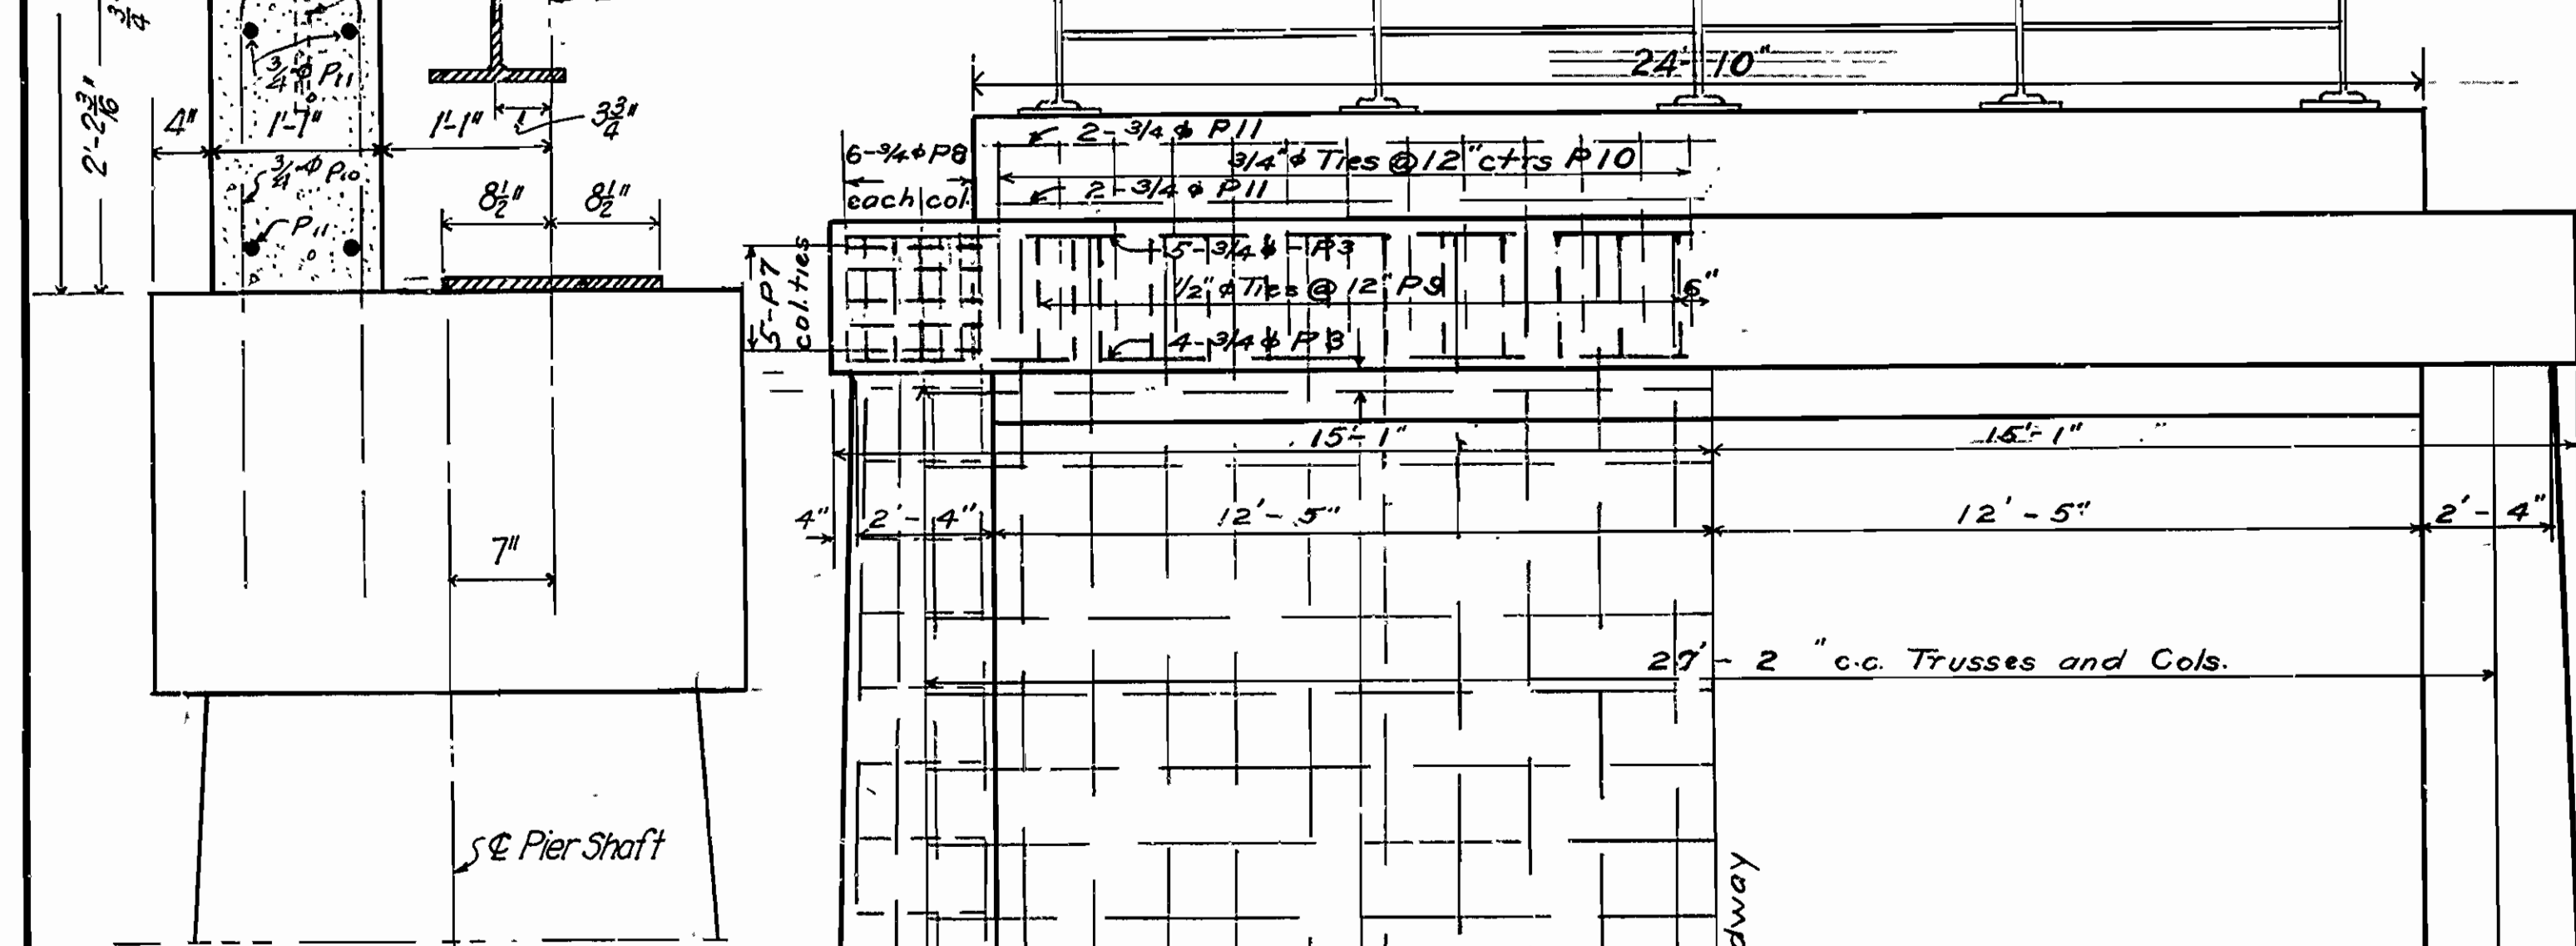 3/4
2'-2 3/16"
4"
3/4 ϕ P11
1'-1"
1'-1"
3 3/4"
3/4" ϕ P10
8 1/2"
8 1/2"
P11
7"
℄ Pier Shaft
24'-10"
2-3/4 ϕ P11
6-3/4 ϕ P8
each col.
3/4" ϕ Ties @ 12" ctrs P10
2-3/4 ϕ P11
5-P7
col. ties
5-3/4 ϕ - P3
1/2" ϕ Ties @ 12" P9
6"
4-3/4 ϕ P3
15'-1"
15'-1"
4"
2'-4"
12'-5"
12'-5"
2'-4"
27'-2" c.c. Trusses and Cols.
dway